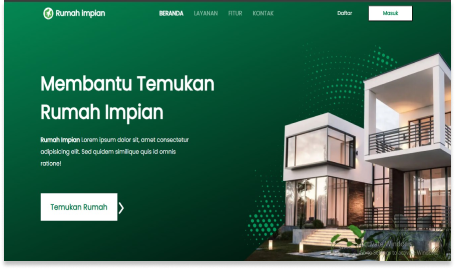 Rumah Impian
BERANDA LAYANAN FITUR KONTAK
Daftar
Masuk
Membantu Temukan
Rumah Impian
Rumah Impian Lorem ipsum dolor sit, amet consectetur
adipisicing elit. Sed quidem similique quis id omnis
ratione!
Temukan Rumah
Activate Windows